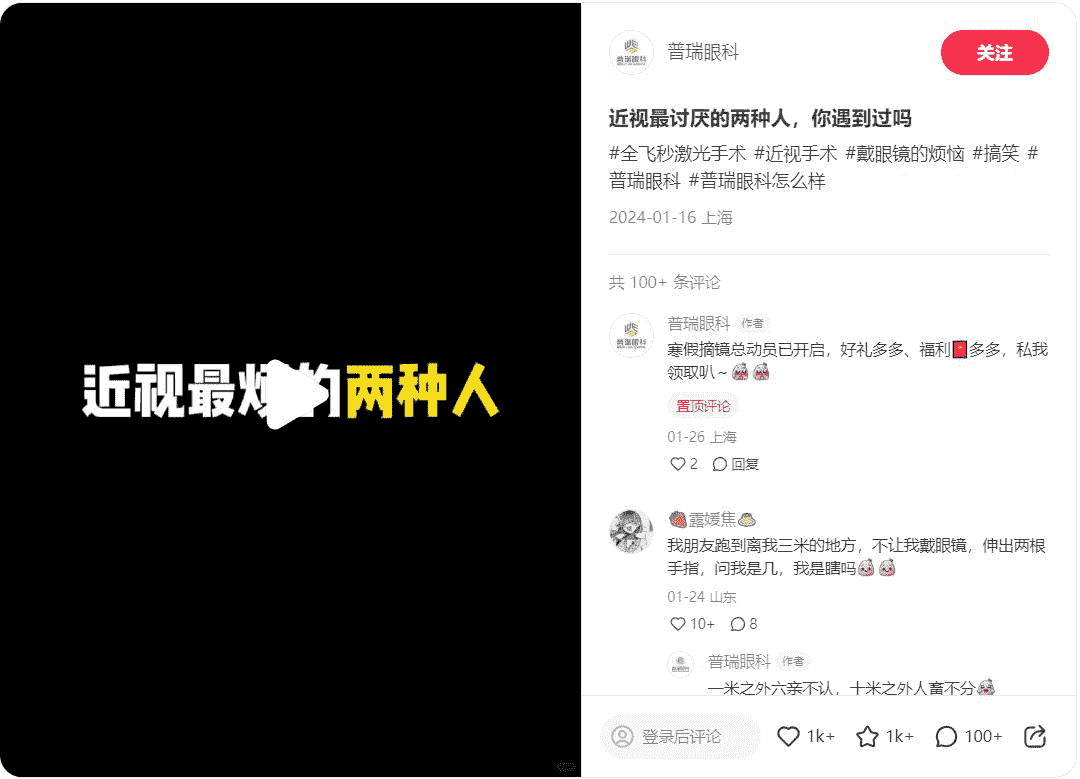 近视最烦的两种人
普瑞眼科
关注
近视最讨厌的两种人，你遇到过吗
#全飞秒激光手术 #近视手术 #戴眼镜的烦恼 #搞笑 #
普瑞眼科 #普瑞眼科怎么样
2024-01-16 上海
共 100+ 条评论
普瑞眼科 作者
寒假摘镜总动员已开启，好礼多多、福利🧧多多，私我
领取叭～
置顶评论
01-26 上海
2 回复
🍓露媛焦🍙
我朋友跑到离我三米的地方，不让我戴眼镜，伸出两根
手指，问我是几，我是瞎吗
01-24 山东
10+ 8
普瑞眼科 作者
一米之外六亲不认，十米之外人畜不分
登录后评论 1k+ 1k+ 100+